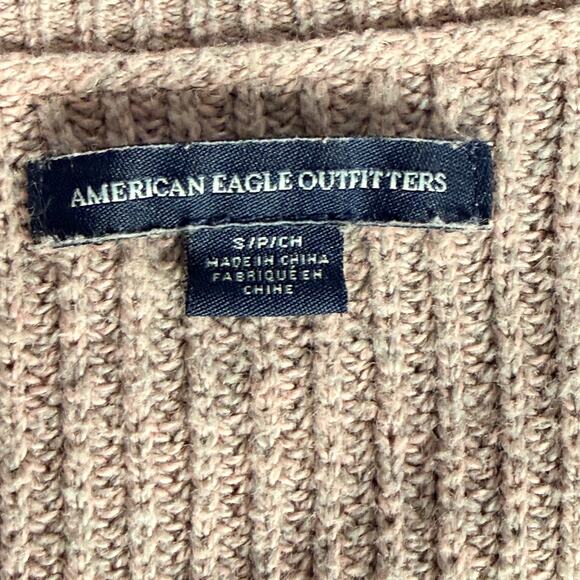 AMERICAN EAGLE OUTFITTERS
S/P/CH
MADE IN CHINA
FABRIQUÉ EN
CHINE